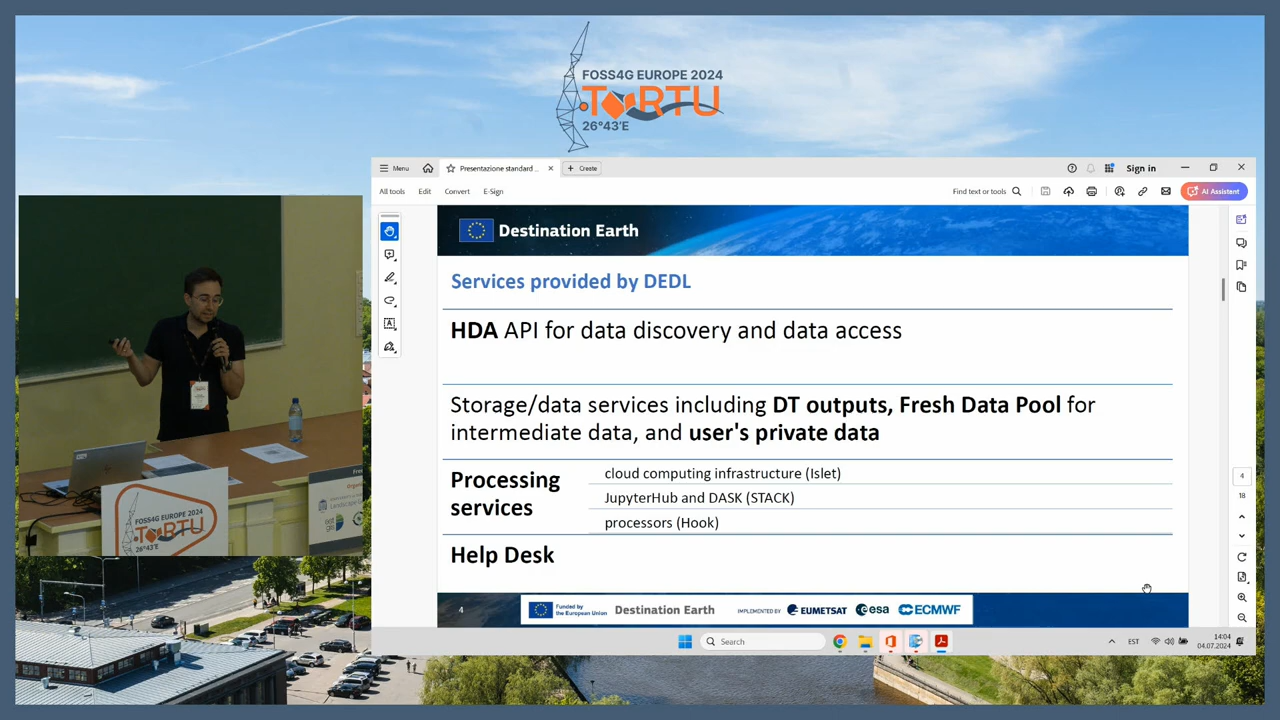 FOSS4G EUROPE 2024
TARTU
26°43'E
Menu
Presentazione standard ..
Create
Sign in
All tools
Edit
Convert
E-Sign
Find text or tools
AI Assistant
Destination Earth
Services provided by DEDL
HDA API for data discovery and data access
Storage/data services including DT outputs, Fresh Data Pool for
intermediate data, and user's private data
Processing
services
cloud computing infrastructure (Islet)
JupyterHub and DASK (STACK)
processors (Hook)
Help Desk
4
Funded by
the European Union
Destination Earth
IMPLEMENTED BY
EUMETSAT
esa
ECMWF
4
18
Search
EST
14:04
04.07.2024
FOSS4G EUROPE 2024
TARTU
26°43'E